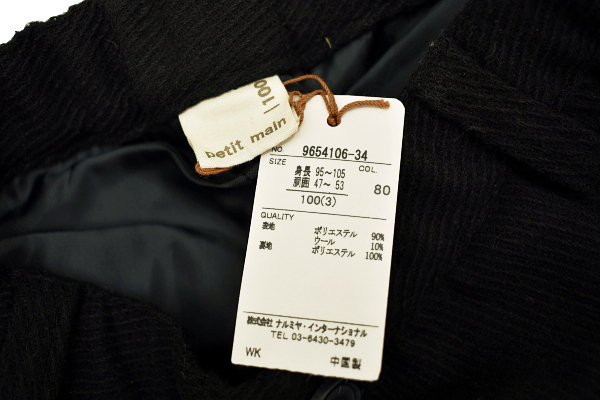 100
petit main
NO 9654106-34
SIZE COL.
身長 95～105
胴囲 47～ 53
80
100(3)
QUALITY
表地 ポリエステル 90%
ウール 10%
裏地 ポリエステル 100%
株式会社 ナルミヤ・インターナショナル
TEL 03-6430-3479
WK 中国製